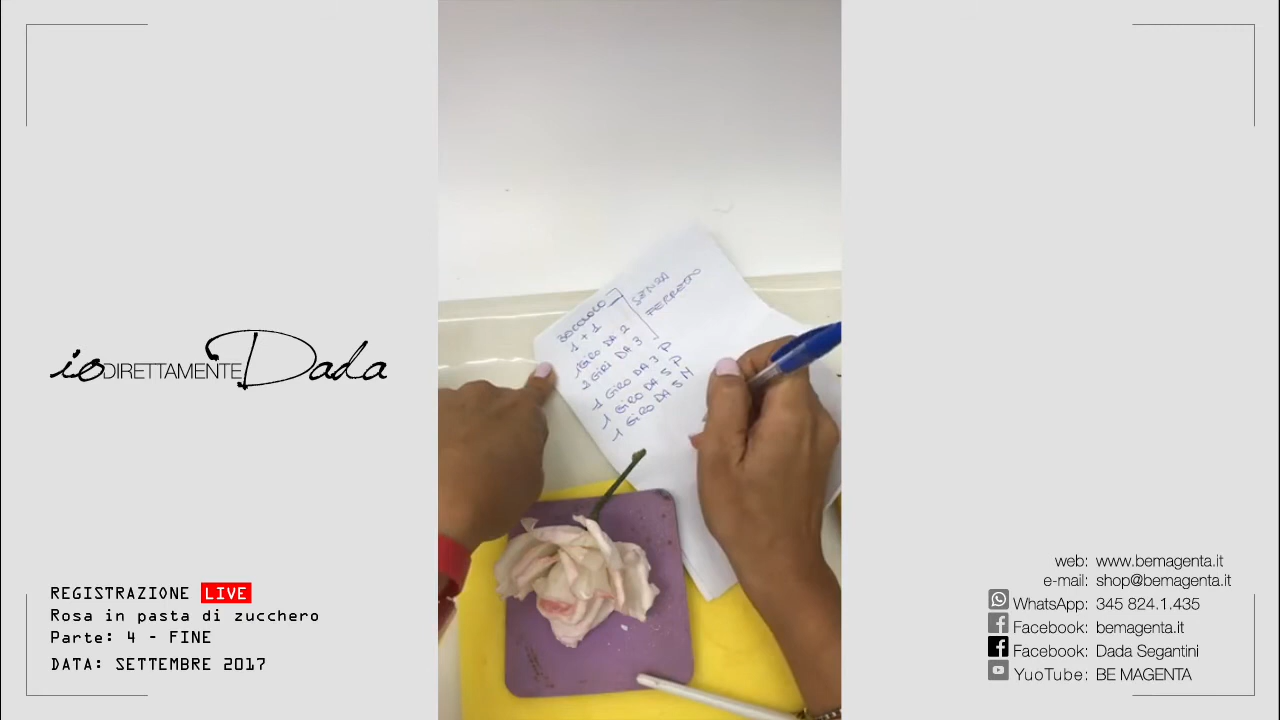 io DIRETTAMENTE Dada
REGISTRAZIONE LIVE
Rosa in pasta di zucchero
Parte: 4 - FINE
DATA: SETTEMBRE 2017
BOCCIOLO
1 + 1
1 GIRO DA 2
2 GIRI DA 3
SENZA
FERRETTO
1 GIRO DA 3 P
1 GIRO DA 5 P
1 GIRO DA 5 M
web: www.bemagenta.it
e-mail: shop@bemagenta.it
WhatsApp: 345 824.1.435
Facebook: bemagenta.it
Facebook: Dada Segantini
YuoTube: BE MAGENTA